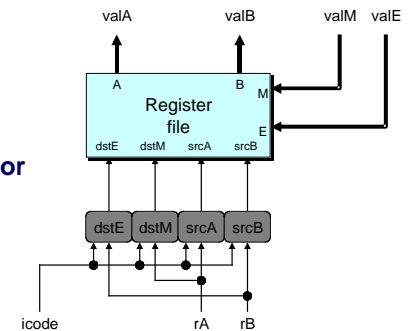 valA valB valM valE
A B M
Register
file E
dstE dstM srcA srcB
or
dstE dstM srcA srcB
icode rA rB